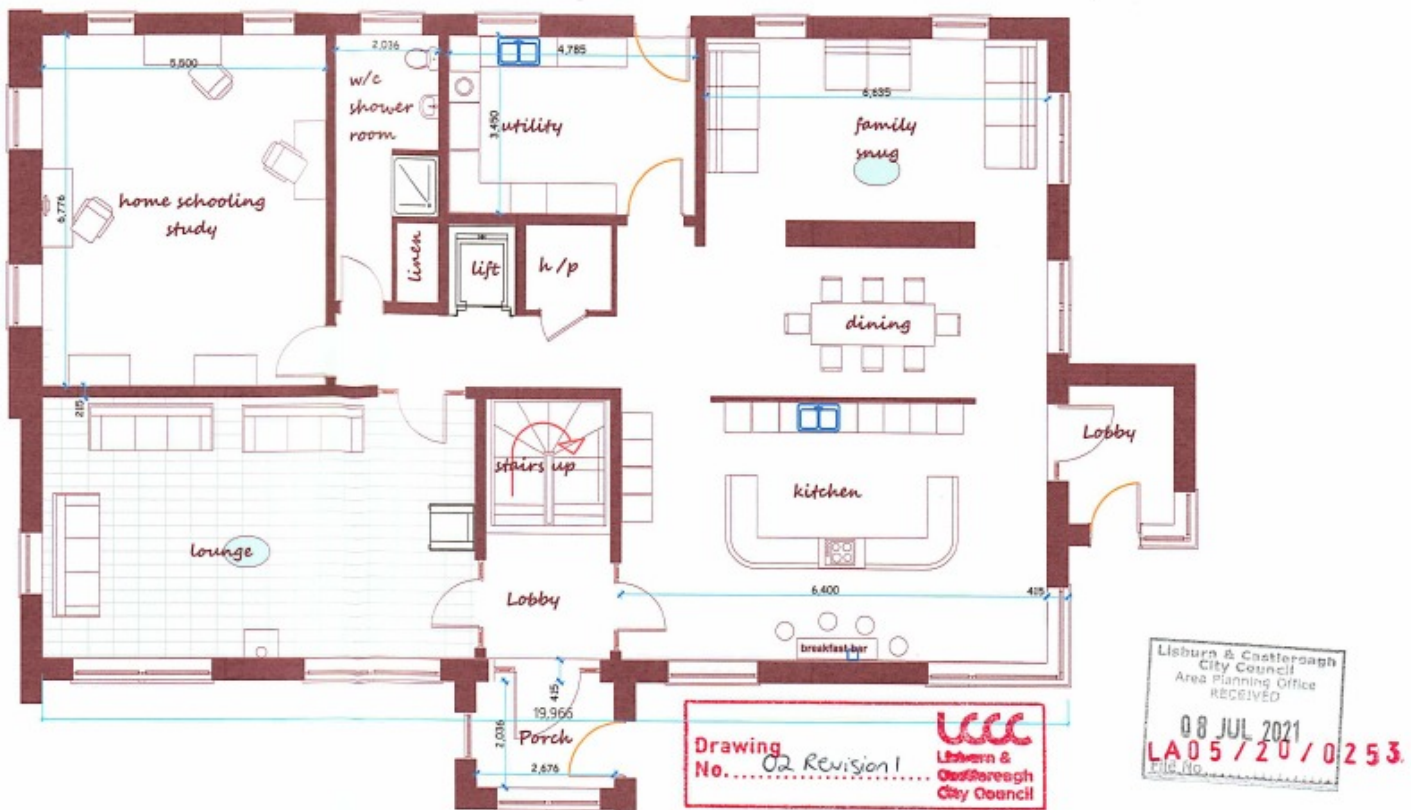 5,500
2,036
4,785
6,635
w/c
shower
room
utility
3,450
family
snug
6,776
home schooling
study
linen
lift
h/p
dining
215
Lobby
stairs up
kitchen
lounge
Lobby
6,400
415
breakfast bar
415
19,966
2,036
Porch
2,676
Drawing
No. 02 Revision 1
LCCC
Lisburn &
Castlereagh
City Council
Lisburn & Castlereagh
City Council
Area Planning Office
RECEIVED
08 JUL 2021
LA05/20/0253
File No.